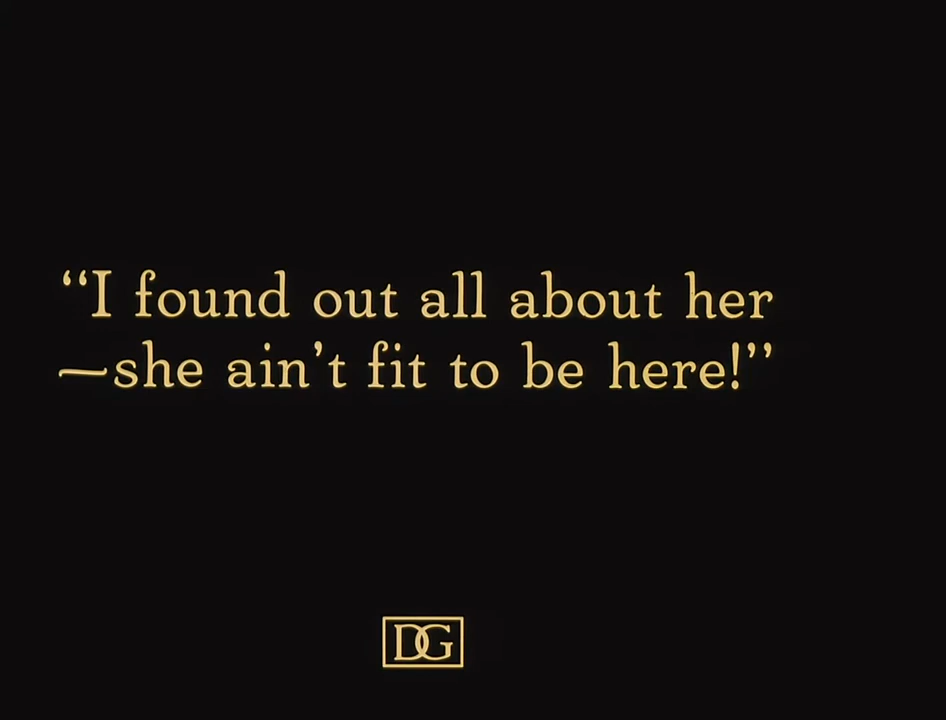 “I found out all about her
—she ain’t fit to be here!”
DG